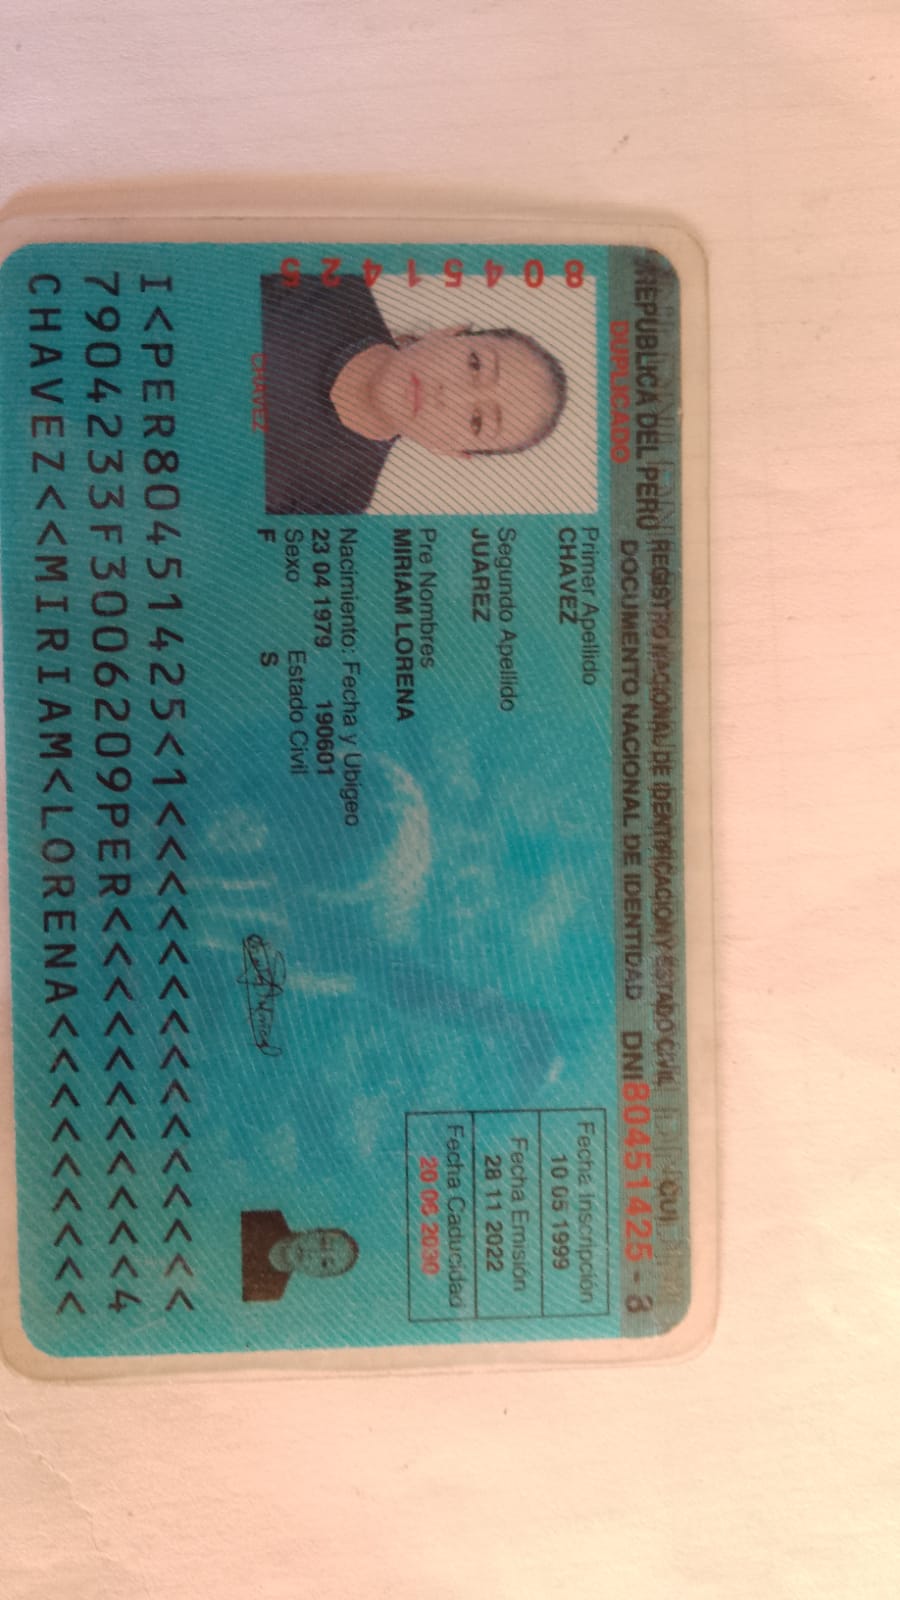 REPUBLICA DEL PERU REGISTRO NACIONAL DE IDENTIFICACION Y ESTADO CIVIL
DUPLICADO
DOCUMENTO NACIONAL DE IDENTIDAD DNI 80451425 - 3
CUI
80451425
CHAVEZ
Primer Apellido
CHAVEZ
Segundo Apellido
JUAREZ
Pre Nombres
MIRIAM LORENA
Nacimiento: Fecha y Ubigeo
23 04 1979 190601
Sexo Estado Civil
F S
Fecha Inscripción
10 05 1999
Fecha Emisión
28 11 2022
Fecha Caducidad
20 06 2030
I<PER80451425<1<<<<<<<<<<<<<<<
7904233F3006209PER<<<<<<<<<<<4
CHAVEZ<<MIRIAM<LORENA<<<<<<<<<